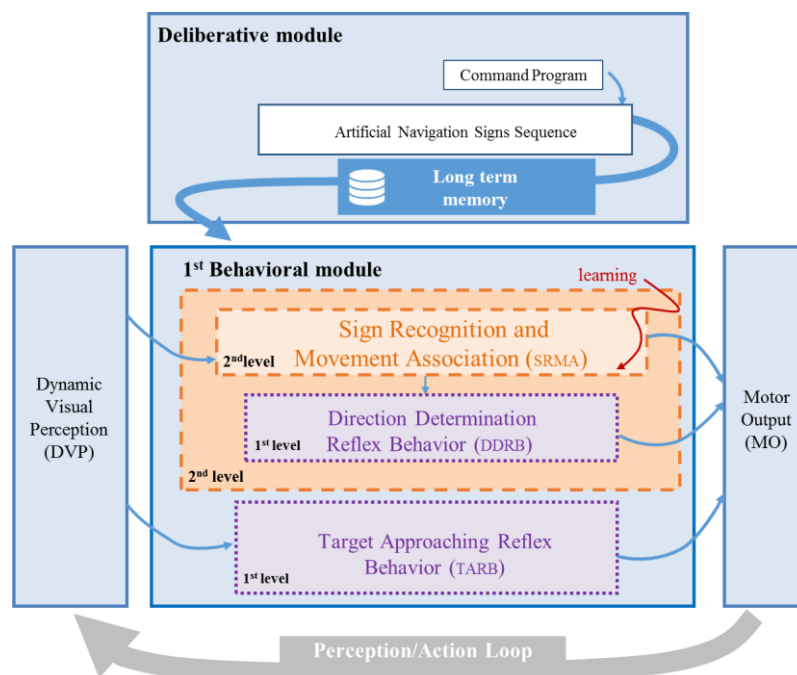 Deliberative module
Command Program
Artificial Navigation Signs Sequence
Long term
memory
1st Behavioral module
learning
Sign Recognition and
Movement Association (SRMA)
2nd level
Direction Determination
Reflex Behavior (DDRB)
1st level
2nd level
Target Approaching Reflex
Behavior (TARB)
1st level
Dynamic
Visual
Perception
(DVP)
Motor
Output
(MO)
Perception/Action Loop